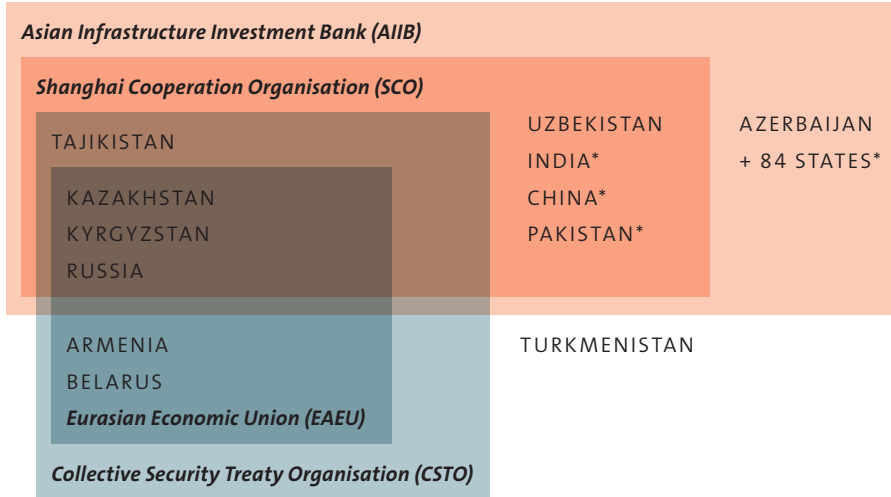 Asian Infrastructure Investment Bank (AIIB)
Shanghai Cooperation Organisation (SCO)
TAJIKISTAN
KAZAKHSTAN
KYRGYZSTAN
RUSSIA
UZBEKISTAN
INDIA*
CHINA*
PAKISTAN*
AZERBAIJAN
+ 84 STATES*
ARMENIA
BELARUS
Eurasian Economic Union (EAEU)
Collective Security Treaty Organisation (CSTO)
TURKMENISTAN